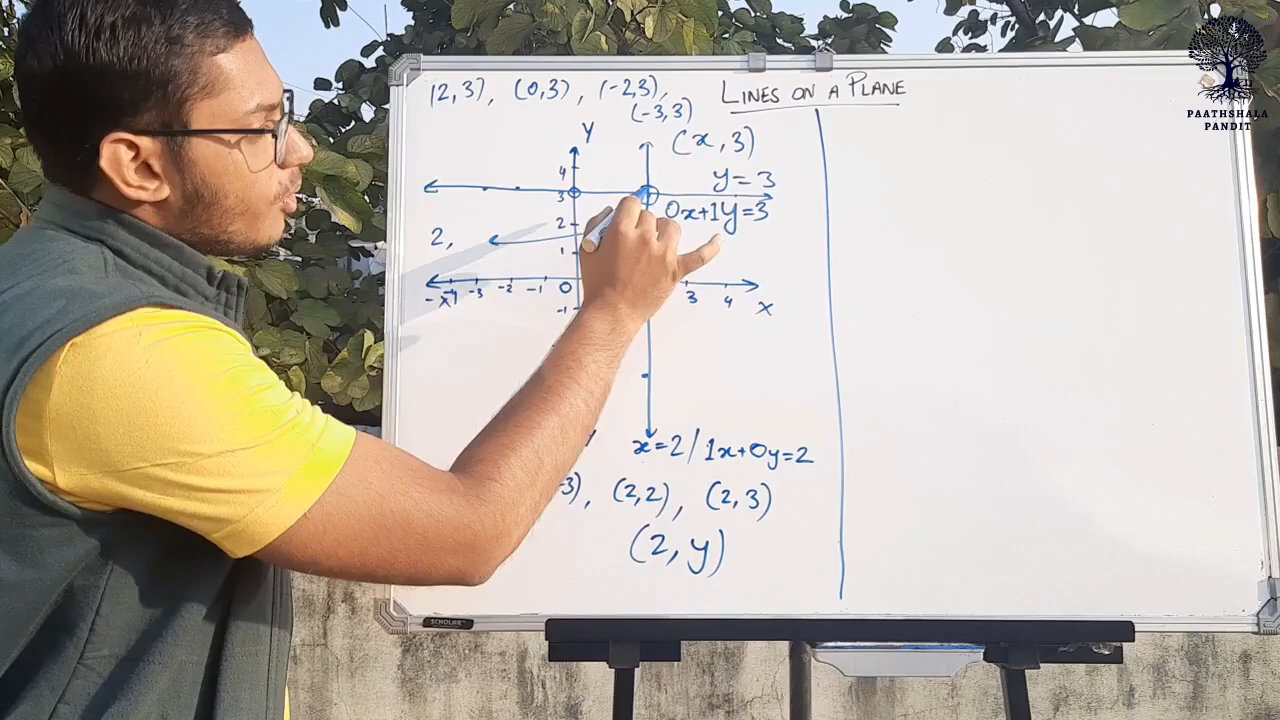 (2,3), (0,3), (-2,3),
(-3,3)
LINES ON A PLANE
PATHSHALA
PANDIT
Y
(x,3)
4
y=3
3
0x+1y=3
2
2,
1
-4 -3 -2 -1 0 3 4
-x x
-1
x=2/1x+0y=2
(2,2), (2,3)
(2,y)
SCHOLAR